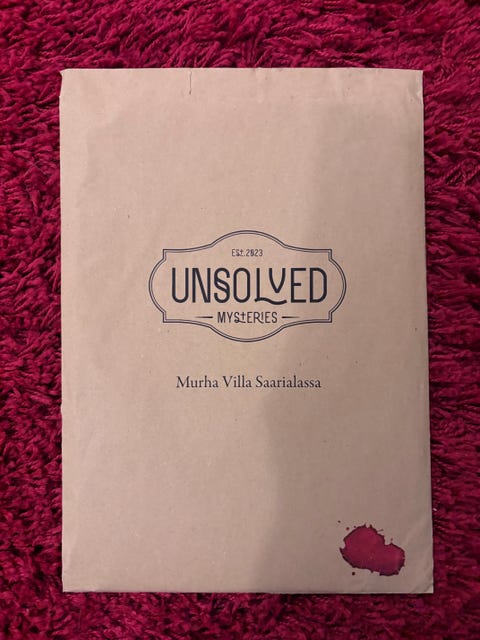 EST. 2023
UNSOLVED
MYSTERIES
Murha Villa Saarialassa